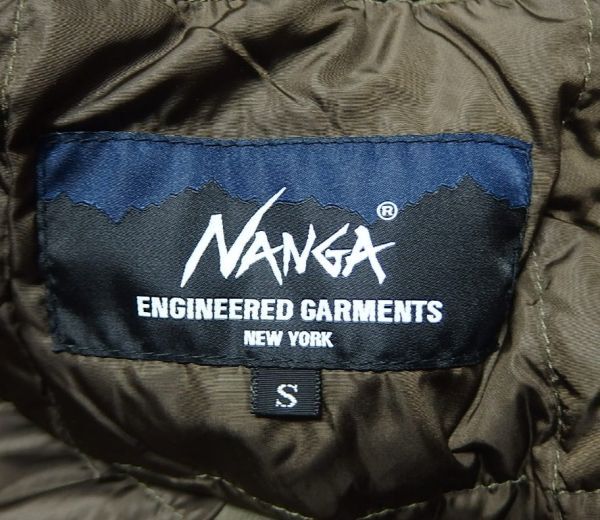 NANGA®
ENGINEERED GARMENTS
NEW YORK
S